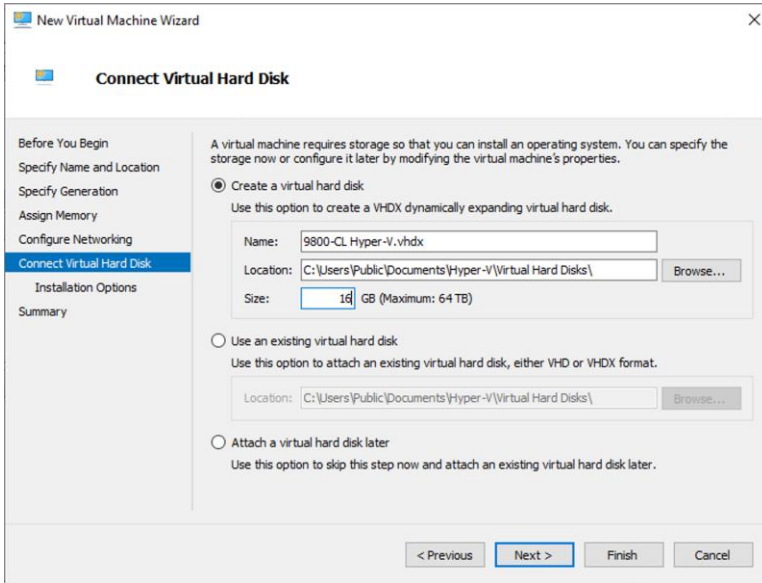 New Virtual Machine Wizard
Connect Virtual Hard Disk
Before You Begin
Specify Name and Location
Specify Generation
Assign Memory
Configure Networking
Connect Virtual Hard Disk
Installation Options
Summary
A virtual machine requires storage so that you can install an operating system. You can specify the
storage now or configure it later by modifying the virtual machine's properties.
Create a virtual hard disk
Use this option to create a VHDX dynamically expanding virtual hard disk.
Name: 9800-CL Hyper-V.vhdx
Location: C:\Users\Public\Documents\Hyper-V\Virtual Hard Disks\ Browse...
Size: 16 GB (Maximum: 64 TB)
Use an existing virtual hard disk
Use this option to attach an existing virtual hard disk, either VHD or VHDX format.
Location: C:\Users\Public\Documents\Hyper-V\Virtual Hard Disks\ Browse...
Attach a virtual hard disk later
Use this option to skip this step now and attach an existing virtual hard disk later.
< Previous Next > Finish Cancel